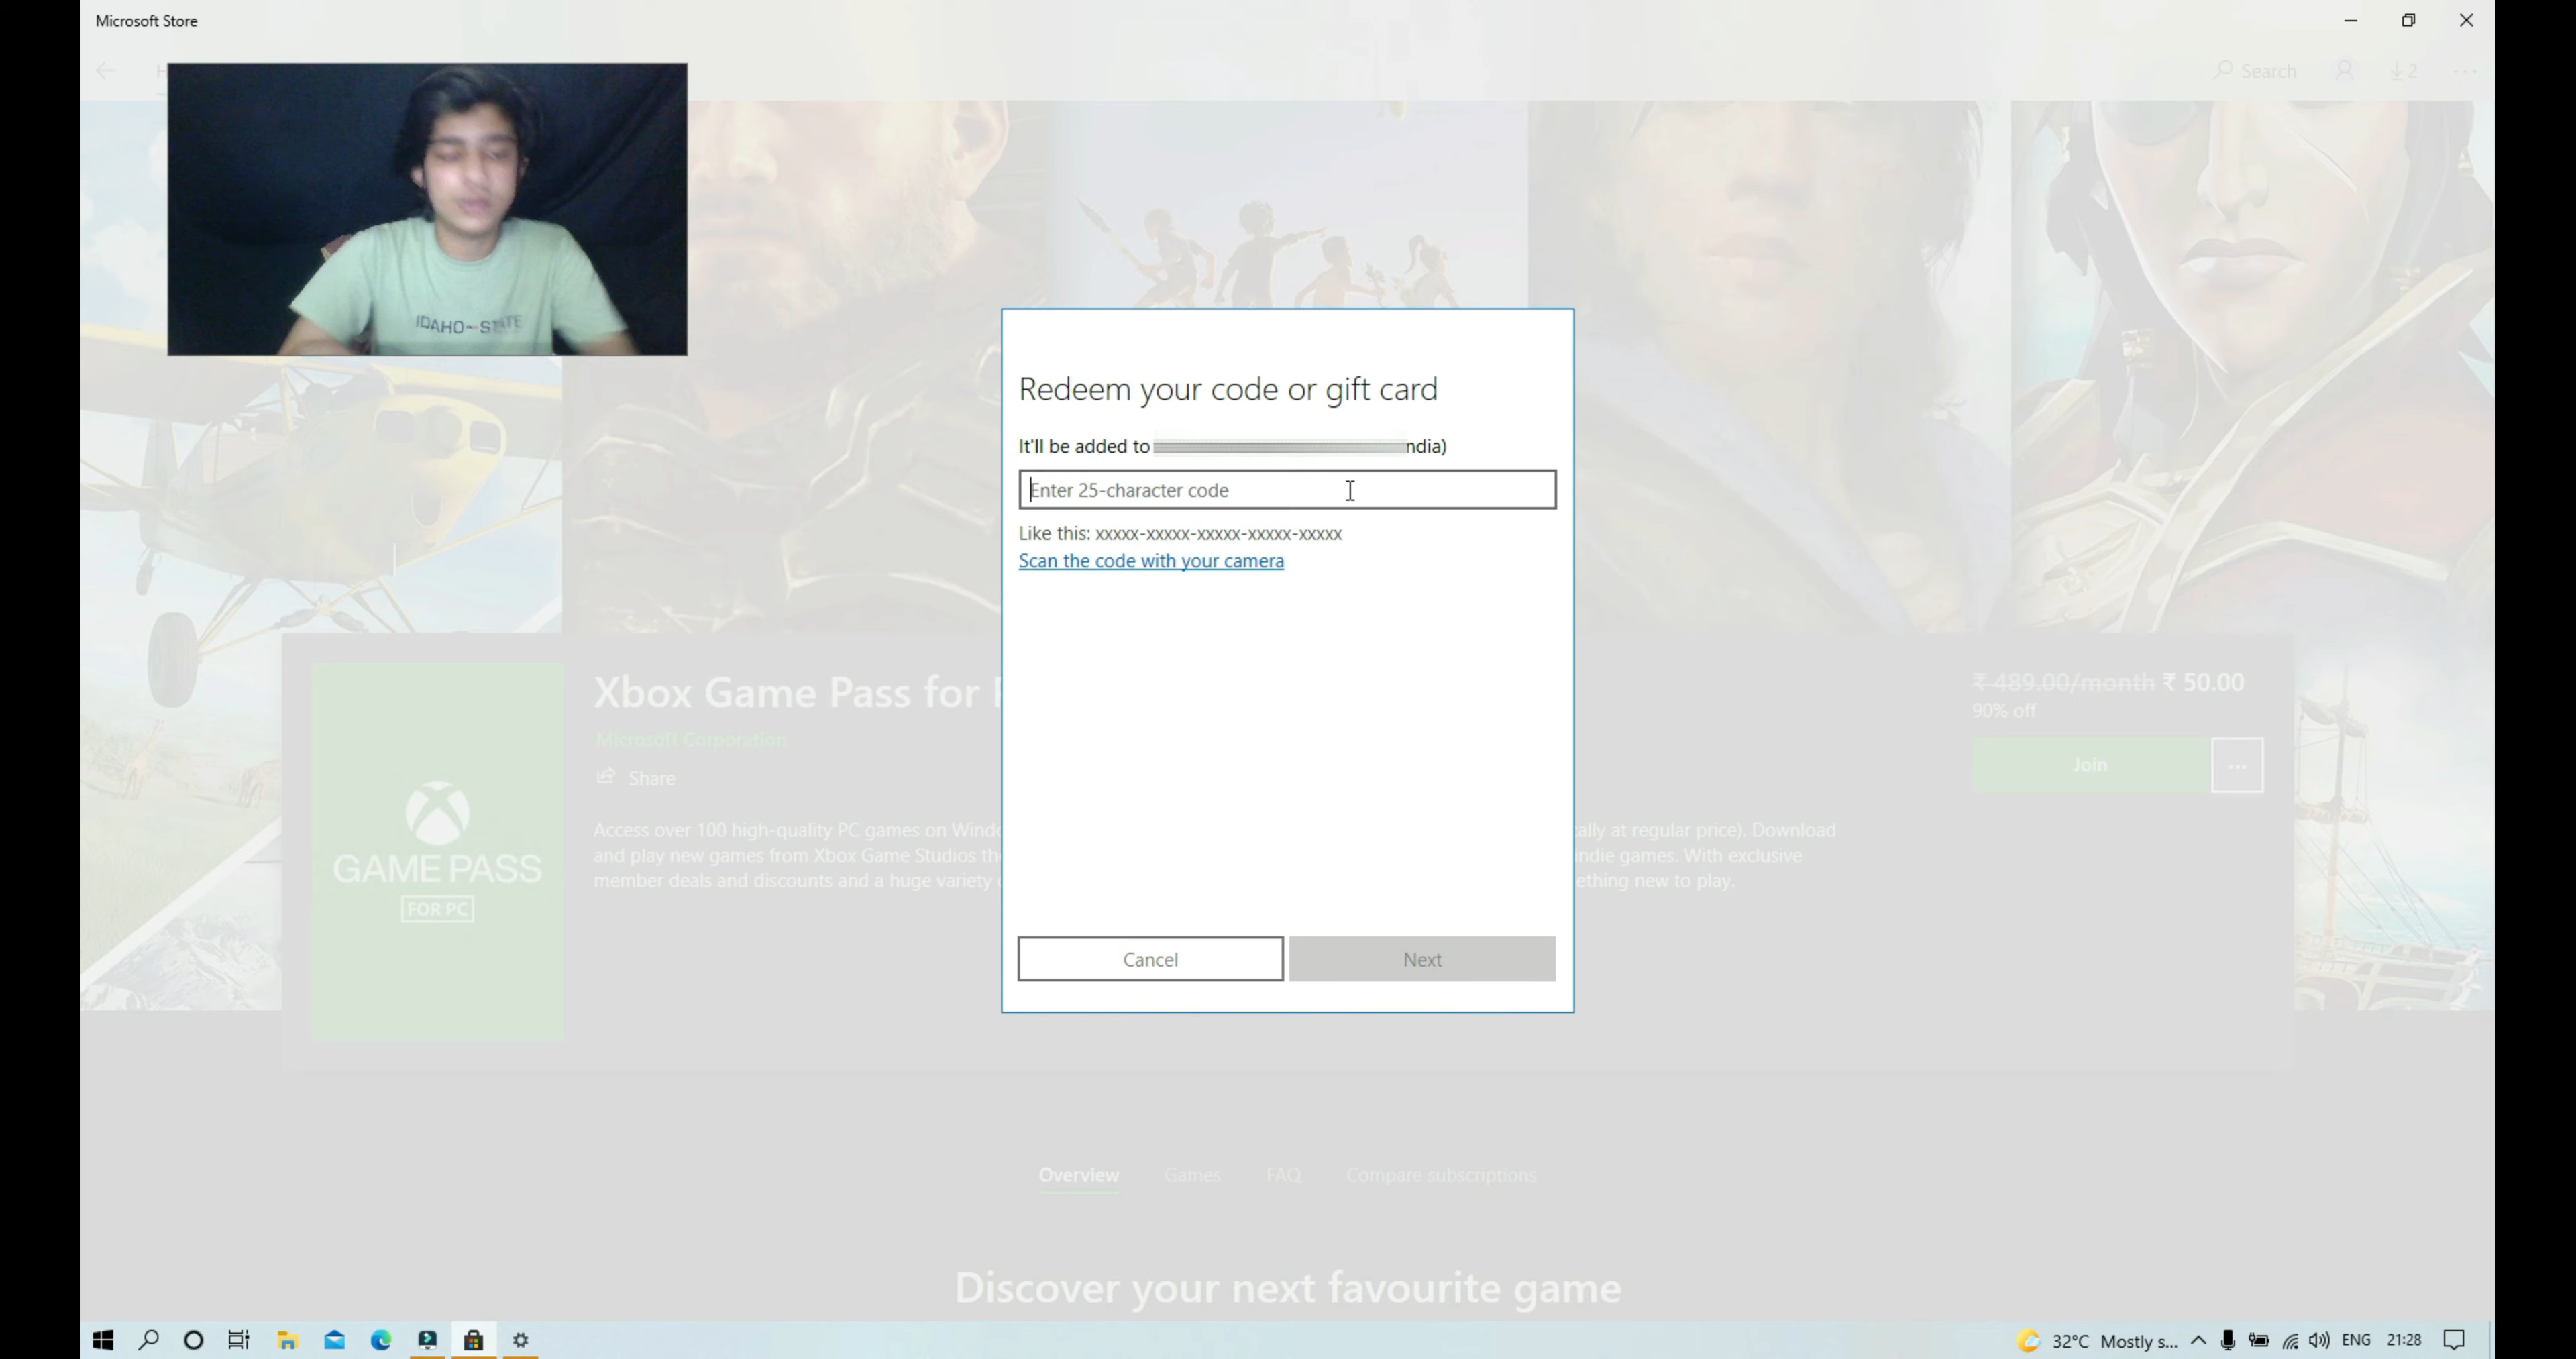 Microsoft Store
Search
2
IDAHO-STATE
Redeem your code or gift card
It'll be added to ndia)
Enter 25-character code
Like this: xxxxx-xxxxx-xxxxx-xxxxx-xxxxx
Scan the code with your camera
Cancel
Next
Xbox Game Pass for
Microsoft Corporation
Share
₹ 489.00/month ₹ 50.00
90% off
Join
Access over 100 high-quality PC games on ally at regular price). Download
and play new games from Xbox Game Studios indie games. With exclusive
member deals and discounts and a huge variety ething new to play.
GAME PASS
FOR PC
Overview
Games
FAQ
Compare subscriptions
Discover your next favourite game
32°C Mostly s...
ENG
21:28